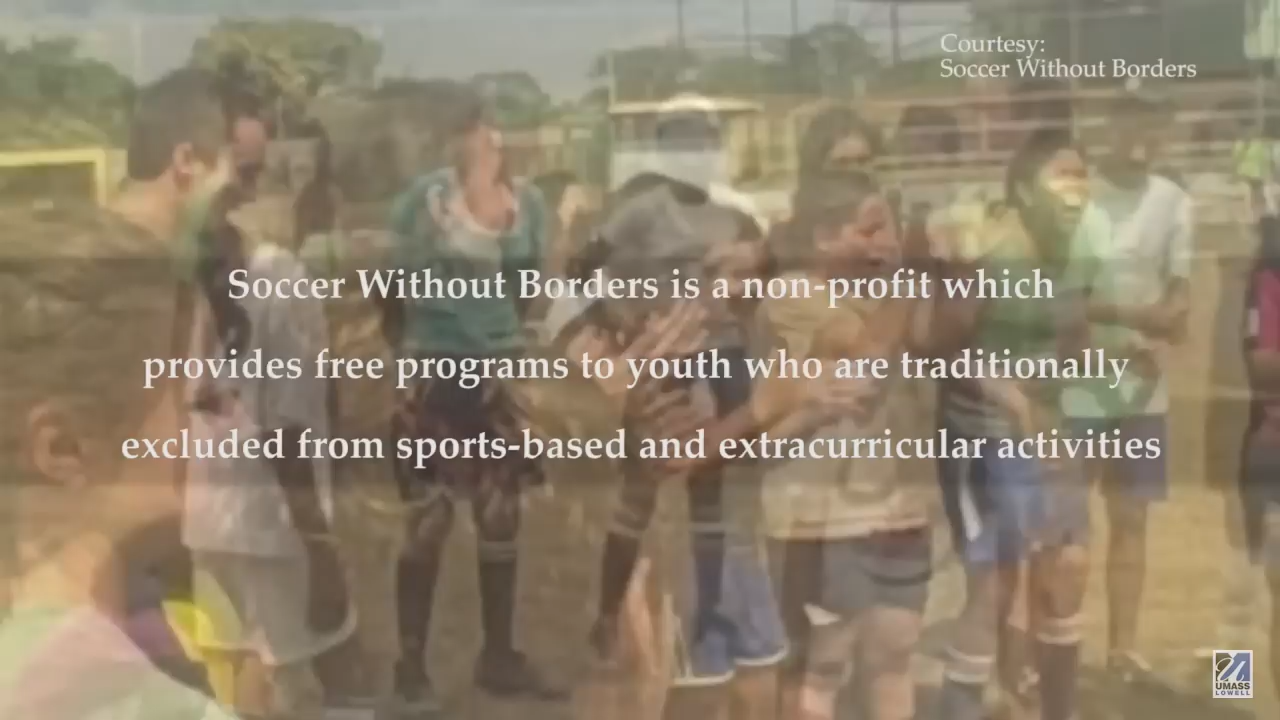 Courtesy:
Soccer Without Borders
Soccer Without Borders is a non-profit which
provides free programs to youth who are traditionally
excluded from sports-based and extracurricular activities
UMASS
LOWELL